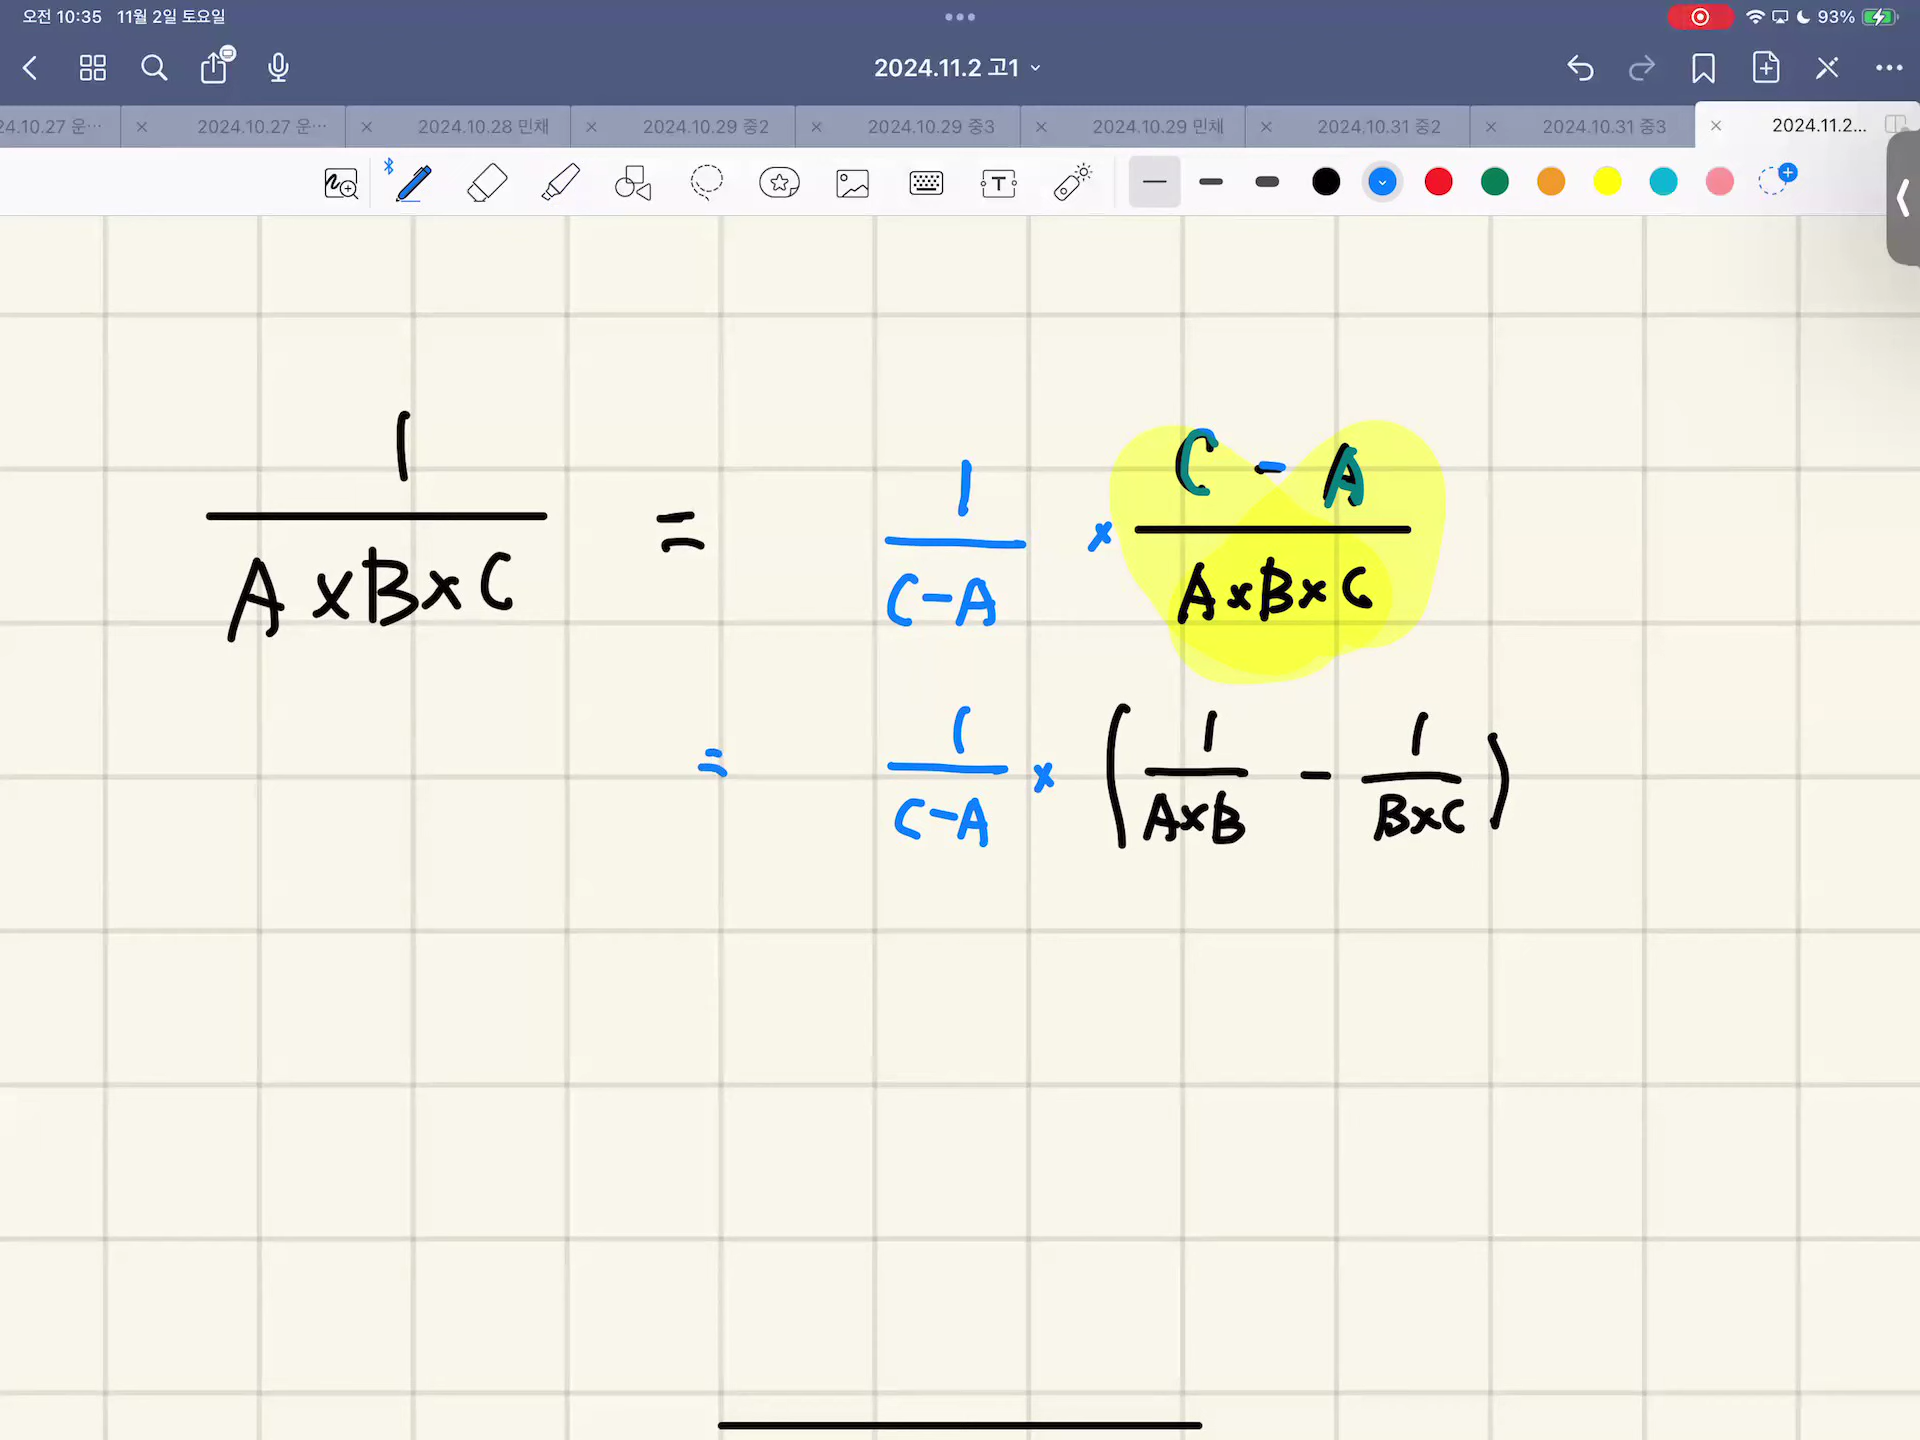 오전 10:35 11월 2일 토요일 93%
2024.11.2 고1
24.10.27 운… 2024.10.27 운… 2024.10.28 민채 2024.10.29 중2 2024.10.29 중3 2024.10.29 민채 2024.10.31 중2 2024.10.31 중3 2024.11.2...
1/(A×B×C) = 1/(C-A) × (C-A)/(A×B×C)
= 1/(C-A) × (1/(A×B) - 1/(B×C))